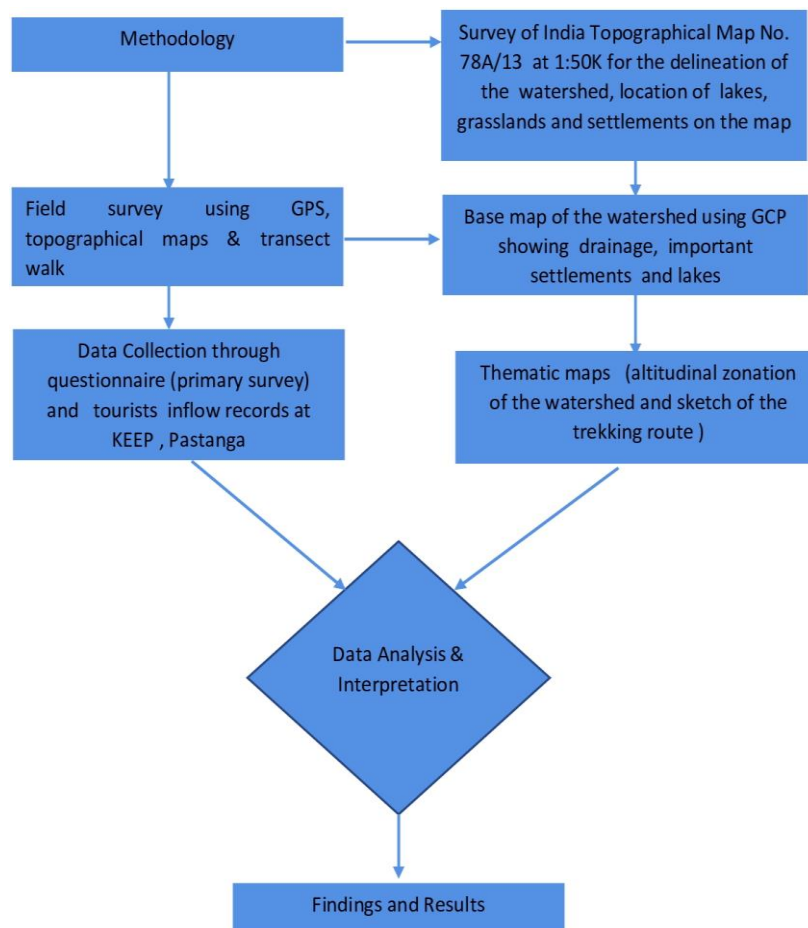 Methodology
Survey of India Topographical Map No.
78A/13 at 1:50K for the delineation of
the watershed, location of lakes,
grasslands and settlements on the map
Field survey using GPS,
topographical maps & transect
walk
Base map of the watershed using GCP
showing drainage, important
settlements and lakes
Data Collection through
questionnaire (primary survey)
and tourists inflow records at
KEEP , Pastanga
Thematic maps (altitudinal zonation
of the watershed and sketch of the
trekking route )
Data Analysis &
Interpretation
Findings and Results